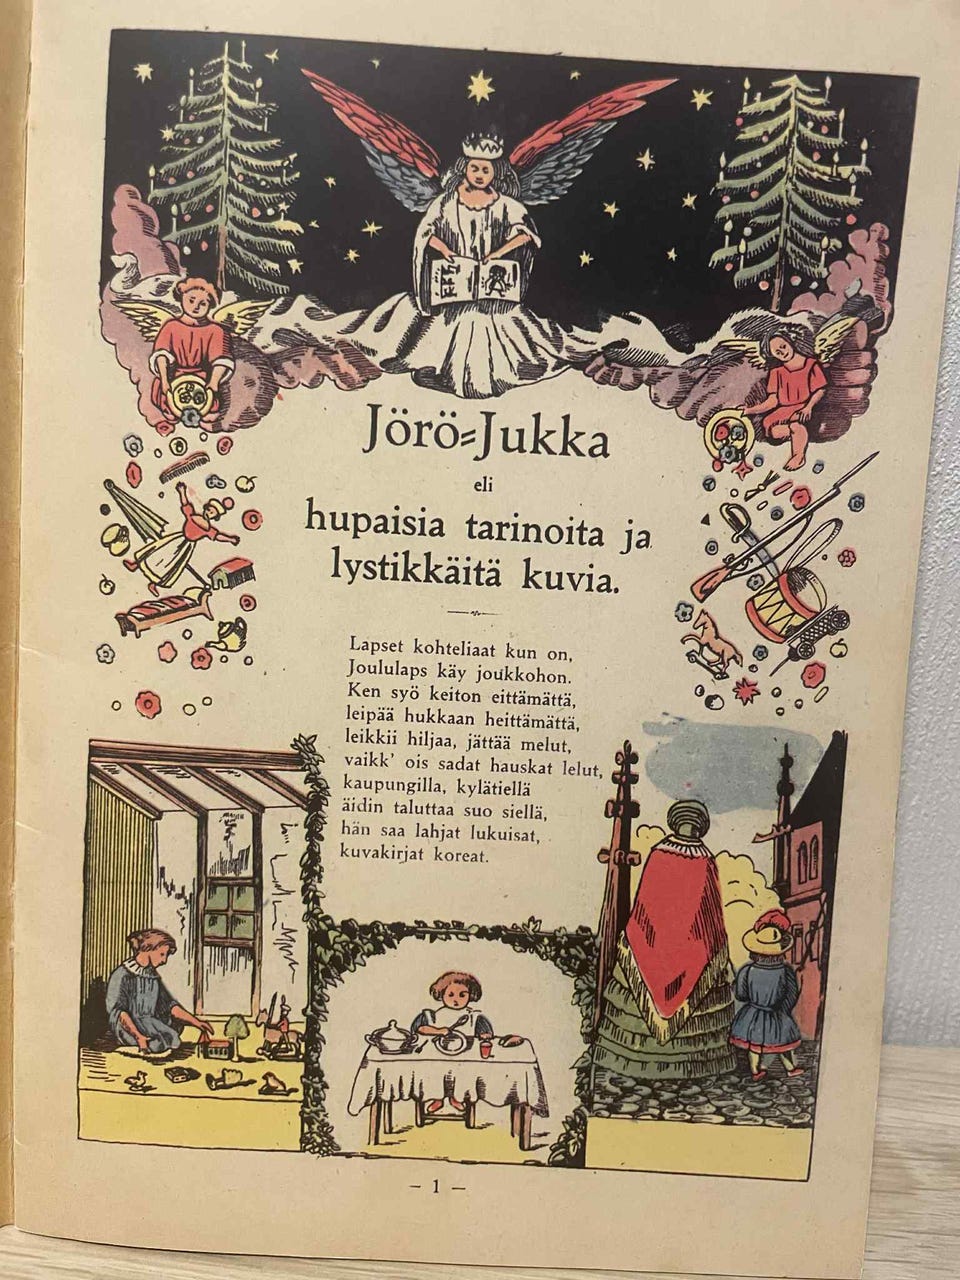 Jörö-Jukka
eli
hupaisia tarinoita ja
lystikkäitä kuvia.
Lapset kohteliaat kun on,
Joululaps käy joukkohon.
Ken syö keiton eittämättä,
leipää hukkaan heittämättä,
leikkii hiljaa, jättää melut,
vaikk' ois sadat hauskat lelut,
kaupungilla, kylätiellä
äidin taluttaa suo siellä,
hän saa lahjat lukuisat,
kuvakirjat koreat.
– 1 –